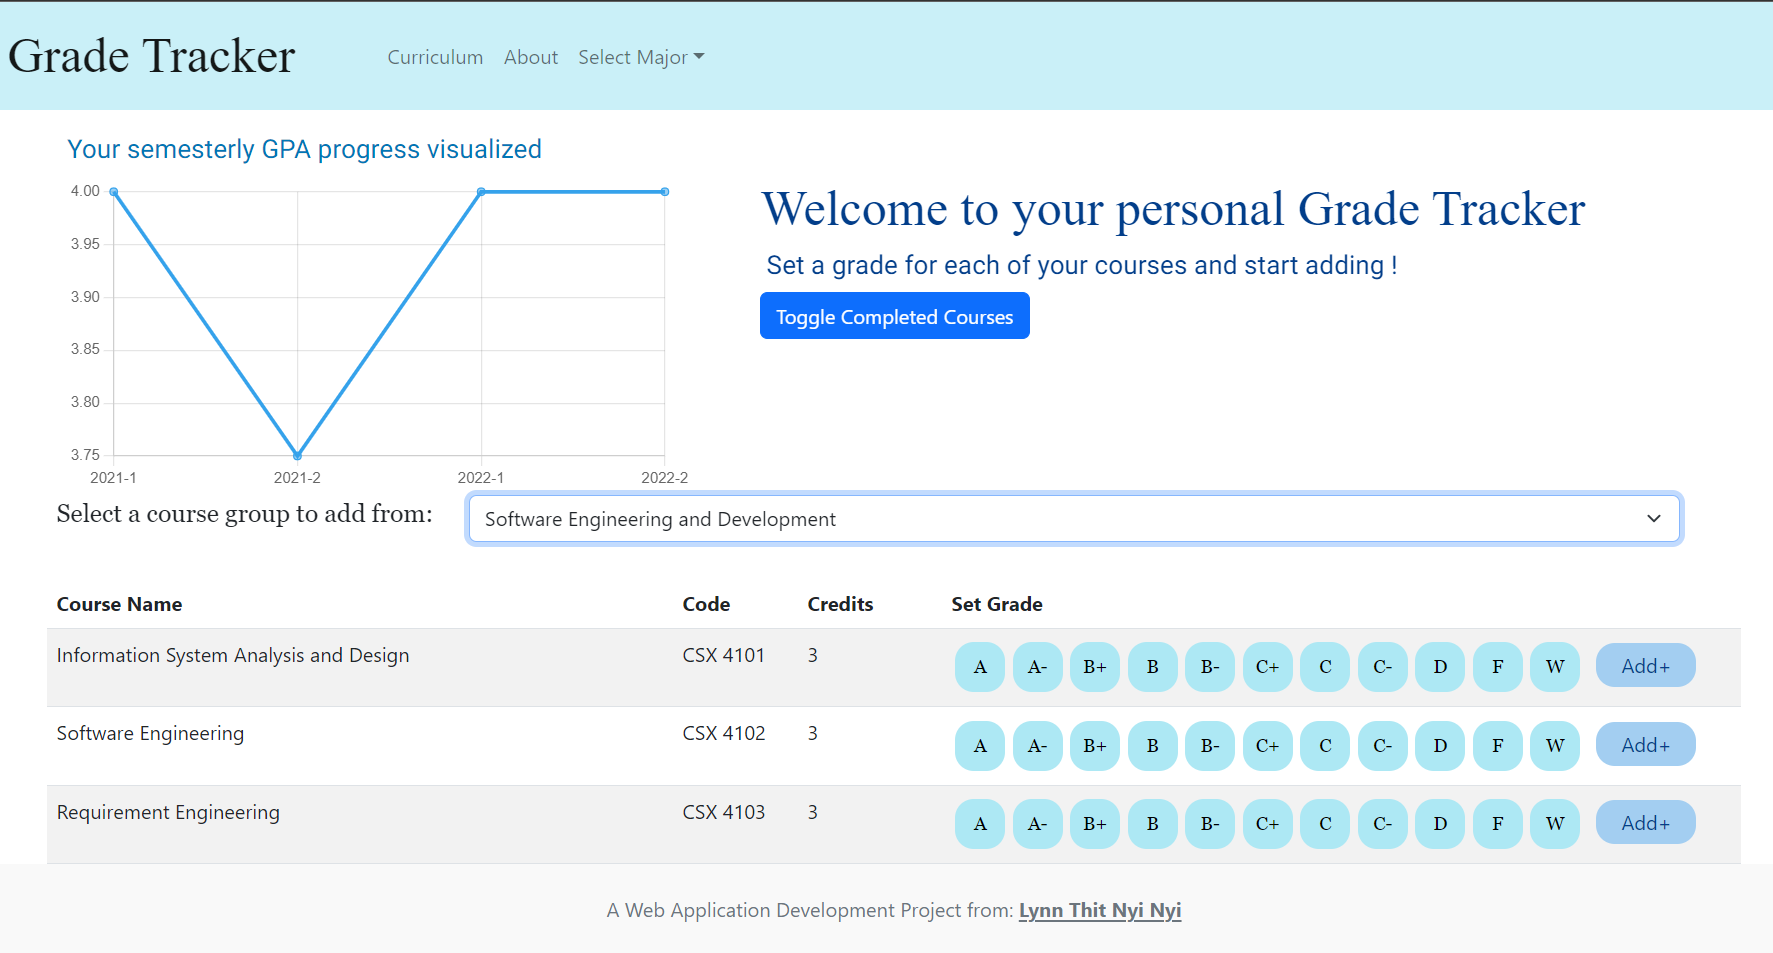 Grade Tracker
Curriculum About Select Major
Your semesterly GPA progress visualized
4.00
3.95
3.90
3.85
3.80
3.75
2021-1 2021-2 2022-1 2022-2
Welcome to your personal Grade Tracker
Set a grade for each of your courses and start adding !
Toggle Completed Courses
Select a course group to add from: Software Engineering and Development
Course Name Code Credits Set Grade
Information System Analysis and Design CSX 4101 3 A A- B+ B B- C+ C C- D F W Add+
Software Engineering CSX 4102 3 A A- B+ B B- C+ C C- D F W Add+
Requirement Engineering CSX 4103 3 A A- B+ B B- C+ C C- D F W Add+
A Web Application Development Project from: Lynn Thit Nyi Nyi